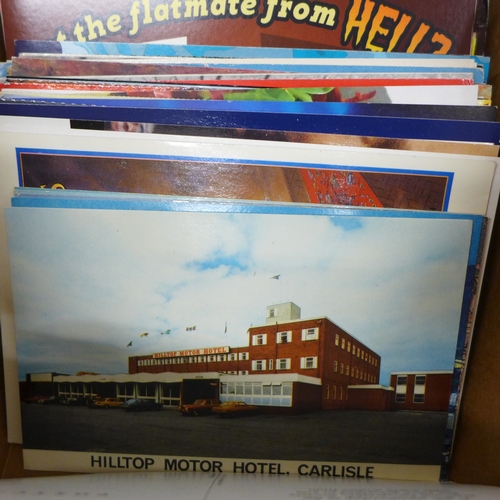 t the flatmate from HELL?
HILLTOP MOTOR HOTEL
HILLTOP MOTOR HOTEL, CARLISLE